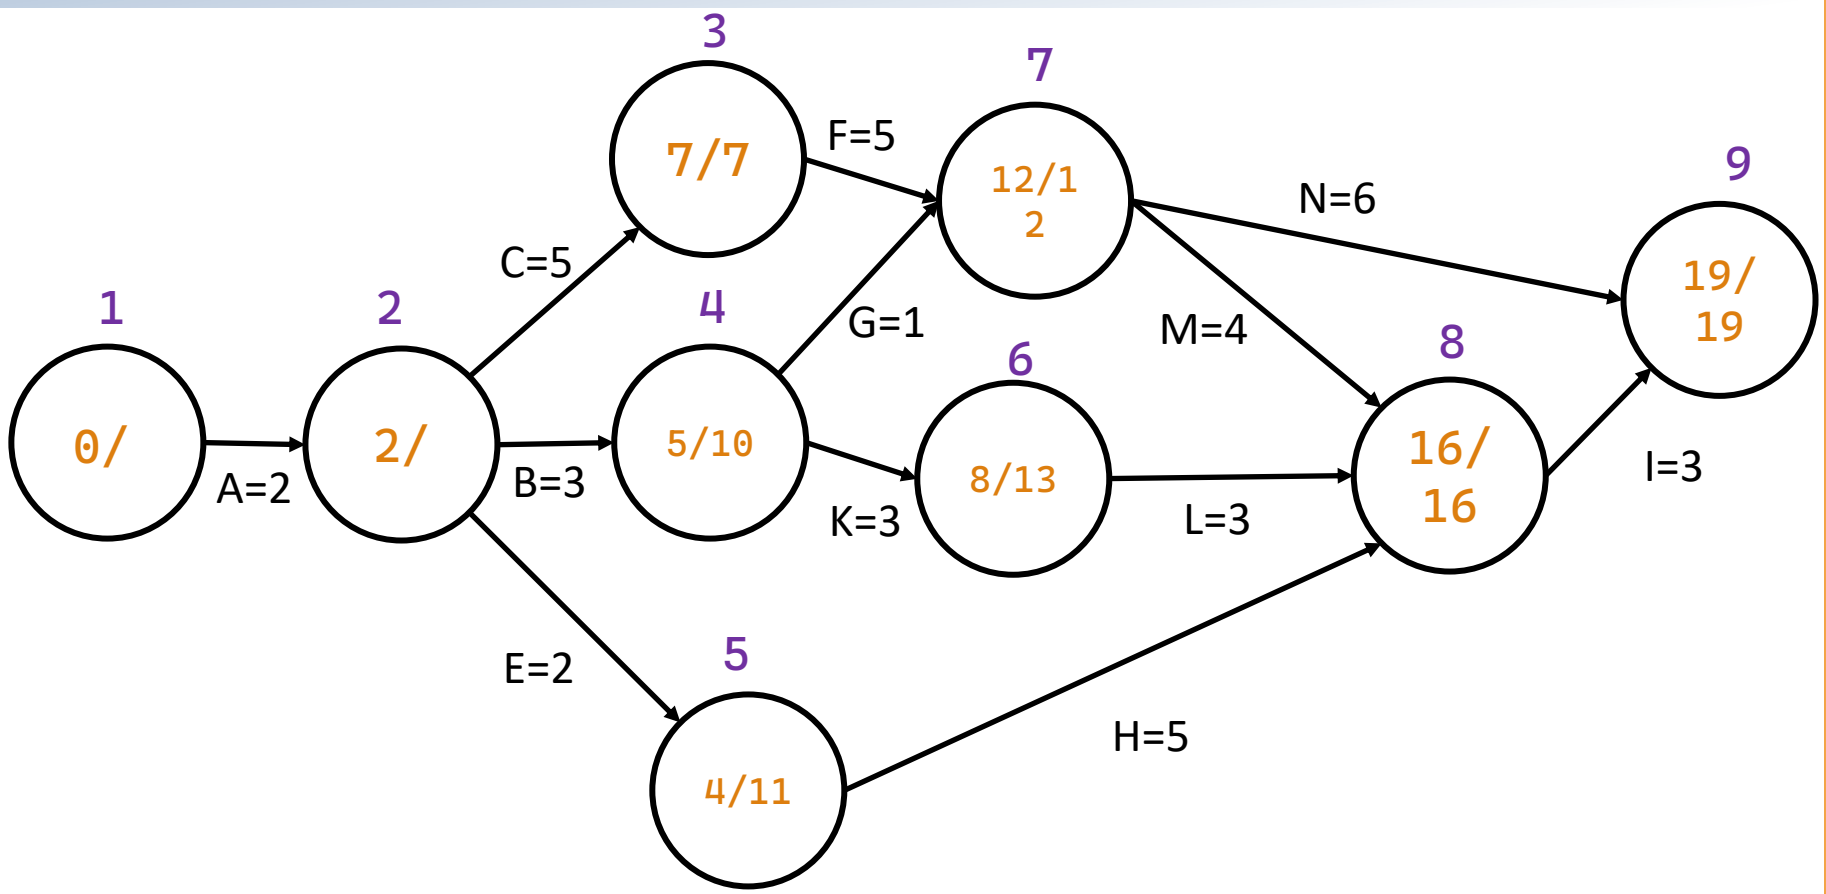 3
7
7/7
F=5
12/1
2
9
N=6
19/
19
C=5
1
2
4
G=1
M=4
8
6
0/
A=2
2/
B=3
5/10
K=3
8/13
L=3
16/
16
I=3
E=2
5
H=5
4/11